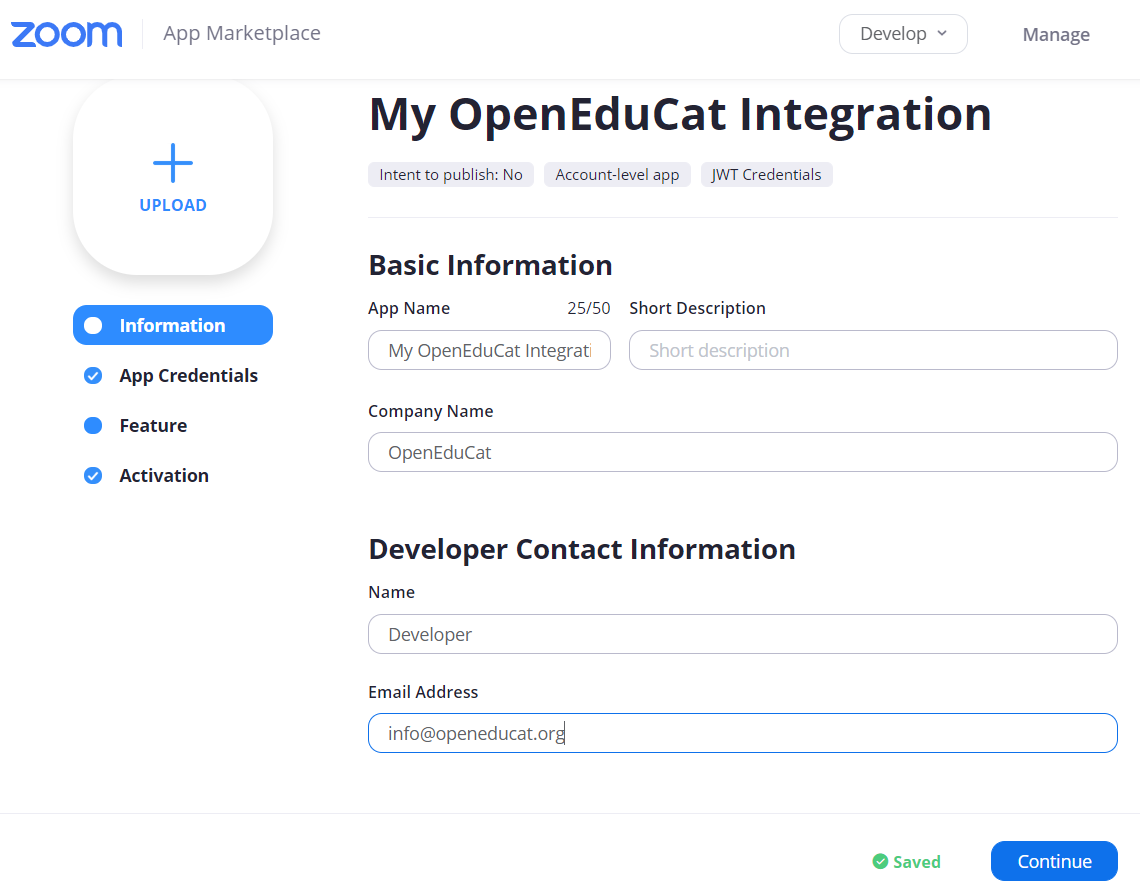 zoom App Marketplace Develop Manage
UPLOAD
Information
App Credentials
Feature
Activation
My OpenEduCat Integration
Intent to publish: No Account-level app JWT Credentials
Basic Information
App Name 25/50 Short Description
My OpenEduCat Integrati Short description
Company Name
OpenEduCat
Developer Contact Information
Name
Developer
Email Address
info@openeducat.org
Saved Continue